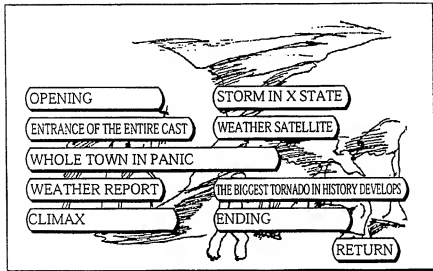 OPENING
STORM IN X STATE
ENTRANCE OF THE ENTIRE CAST
WEATHER SATELLITE
WHOLE TOWN IN PANIC
WEATHER REPORT
THE BIGGEST TORNADO IN HISTORY DEVELOPS
CLIMAX
ENDING
RETURN